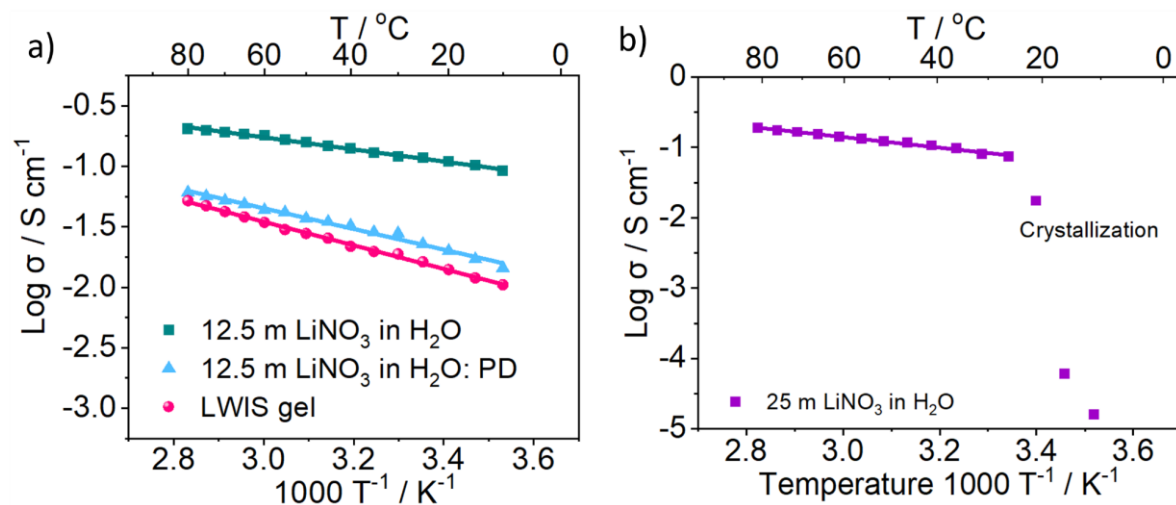 a)
T / °C
80 60 40 20 0
Log σ / S cm⁻¹
-0.5
-1.0
-1.5
-2.0
-2.5
-3.0
12.5 m LiNO₃ in H₂O
12.5 m LiNO₃ in H₂O: PD
LWIS gel
2.8 3.0 3.2 3.4 3.6
1000 T⁻¹ / K⁻¹
b)
T / °C
80 60 40 20 0
Log σ / S cm⁻¹
0
-1
-2
-3
-4
-5
Crystallization
25 m LiNO₃ in H₂O
2.8 3.0 3.2 3.4 3.6
Temperature 1000 T⁻¹ / K⁻¹